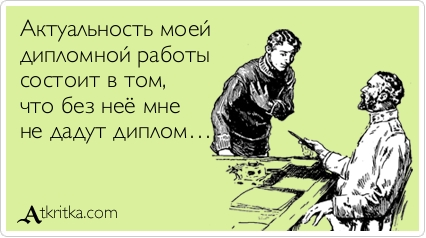 Актуальность моей
дипломной работы
состоит в том,
что без неё мне
не дадут диплом...
Atkritka.com